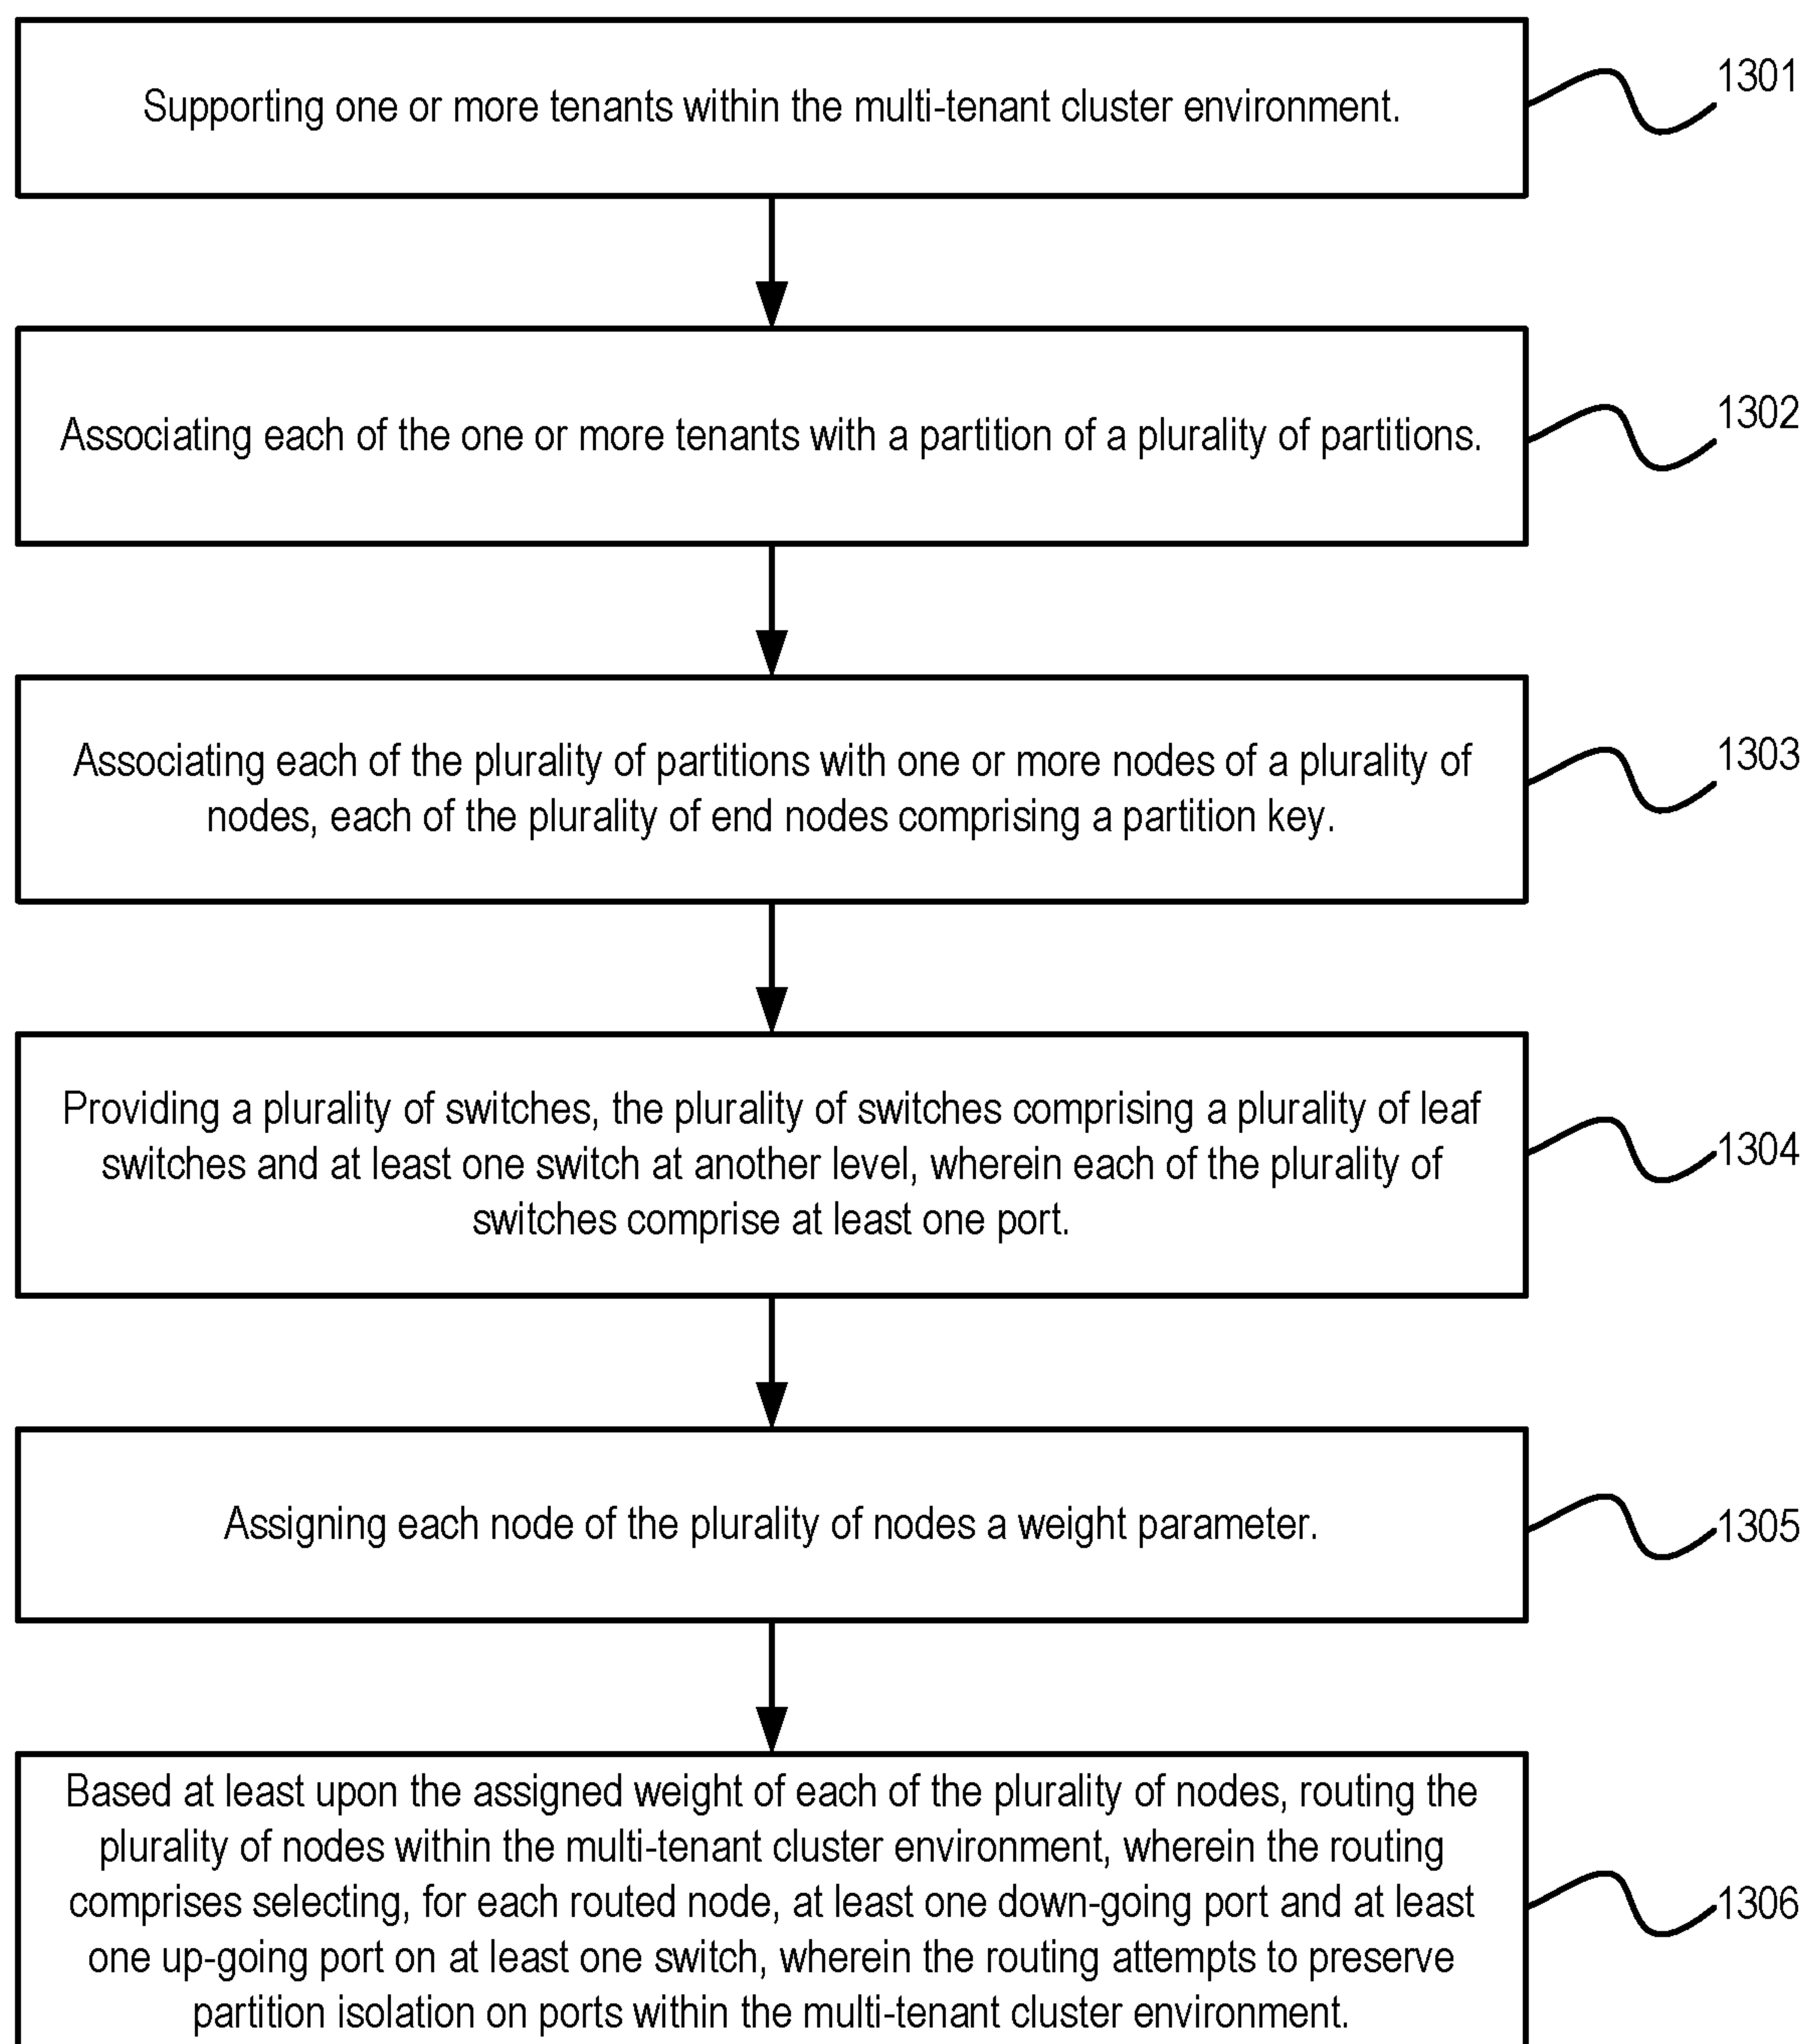 Supporting one or more tenants within the multi-tenant cluster environment.
1301
Associating each of the one or more tenants with a partition of a plurality of partitions.
1302
Associating each of the plurality of partitions with one or more nodes of a plurality of
nodes, each of the plurality of end nodes comprising a partition key.
1303
Providing a plurality of switches, the plurality of switches comprising a plurality of leaf
switches and at least one switch at another level, wherein each of the plurality of
switches comprise at least one port.
1304
Assigning each node of the plurality of nodes a weight parameter.
1305
Based at least upon the assigned weight of each of the plurality of nodes, routing the
plurality of nodes within the multi-tenant cluster environment, wherein the routing
comprises selecting, for each routed node, at least one down-going port and at least
one up-going port on at least one switch, wherein the routing attempts to preserve
partition isolation on ports within the multi-tenant cluster environment.
1306